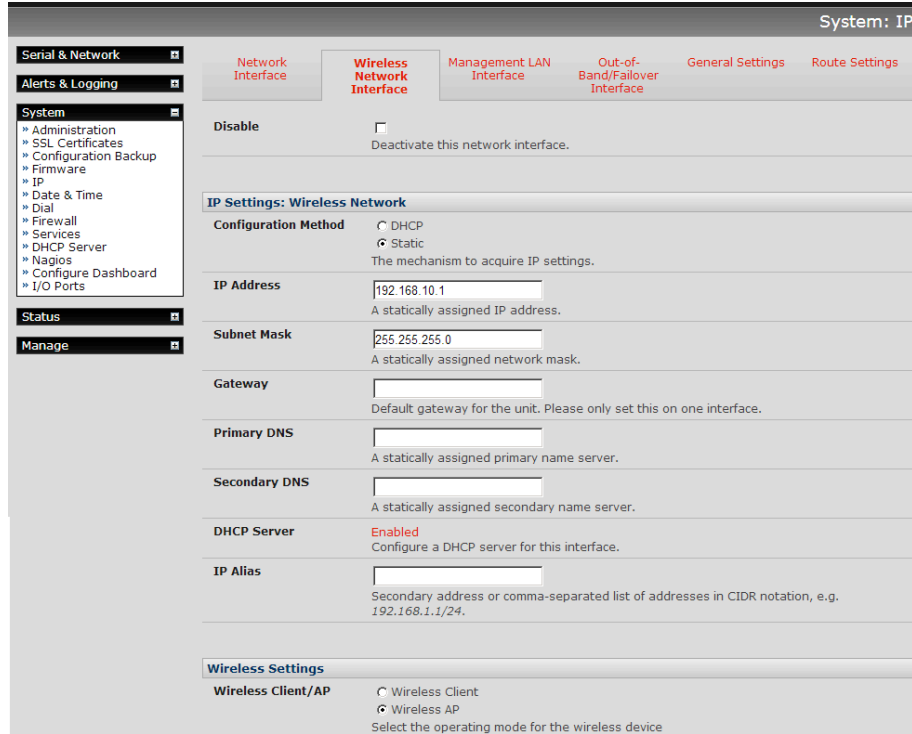 System: IP
Serial & Network
Alerts & Logging
System
» Administration
» SSL Certificates
» Configuration Backup
» Firmware
» IP
» Date & Time
» Dial
» Firewall
» Services
» DHCP Server
» Nagios
» Configure Dashboard
» I/O Ports
Status
Manage
Network
Interface
Wireless
Network
Interface
Management LAN
Interface
Out-of-
Band/Failover
Interface
General Settings
Route Settings
Disable
Deactivate this network interface.
IP Settings: Wireless Network
Configuration Method
DHCP
Static
The mechanism to acquire IP settings.
IP Address
192.168.10.1
A statically assigned IP address.
Subnet Mask
255.255.255.0
A statically assigned network mask.
Gateway
Default gateway for the unit. Please only set this on one interface.
Primary DNS
A statically assigned primary name server.
Secondary DNS
A statically assigned secondary name server.
DHCP Server
Enabled
Configure a DHCP server for this interface.
IP Alias
Secondary address or comma-separated list of addresses in CIDR notation, e.g.
192.168.1.1/24.
Wireless Settings
Wireless Client/AP
Wireless Client
Wireless AP
Select the operating mode for the wireless device